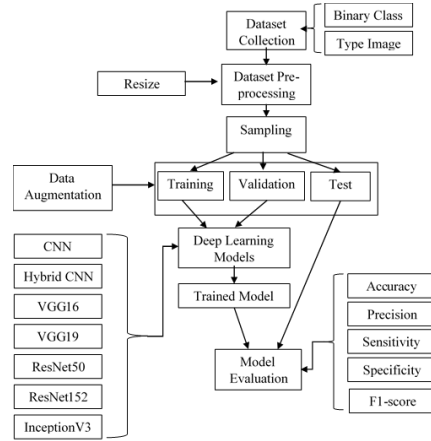 Dataset
Collection
Binary Class
Type Image
Resize
Dataset Pre-
processing
Sampling
Data
Augmentation
Training
Validation
Test
CNN
Hybrid CNN
VGG16
VGG19
ResNet50
ResNet152
InceptionV3
Deep Learning
Models
Trained Model
Model
Evaluation
Accuracy
Precision
Sensitivity
Specificity
F1-score